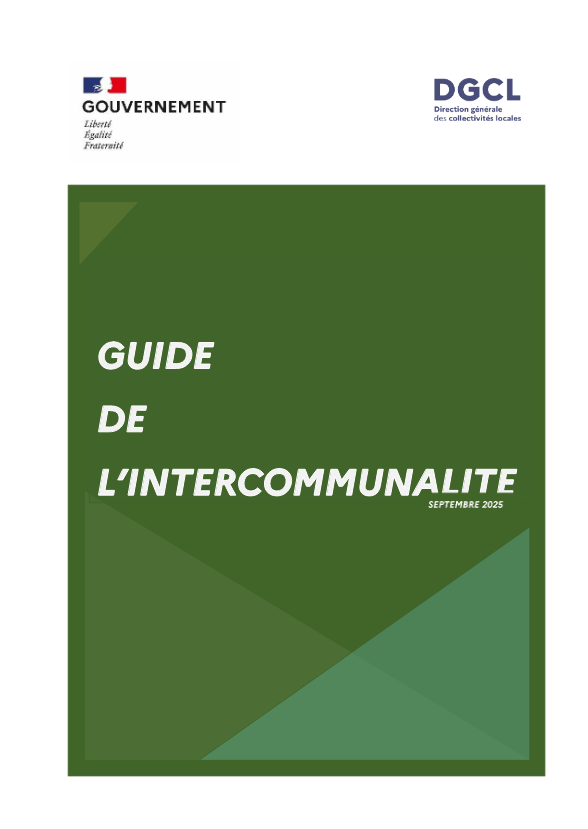 GOUVERNEMENT
Liberté
Égalité
Fraternité
DGCL
Direction générale
des collectivités locales
GUIDE
DE
L'INTERCOMMUNALITE
SEPTEMBRE 2025